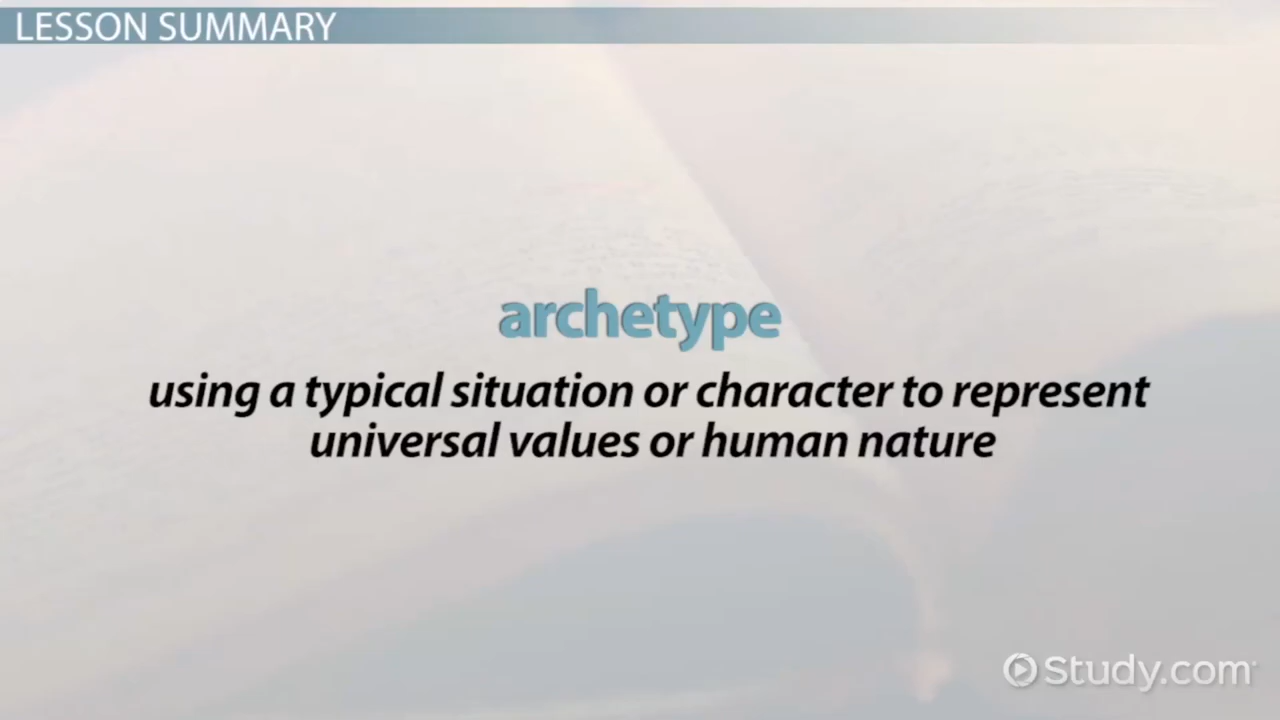 LESSON SUMMARY
archetype
using a typical situation or character to represent
universal values or human nature
Study.com